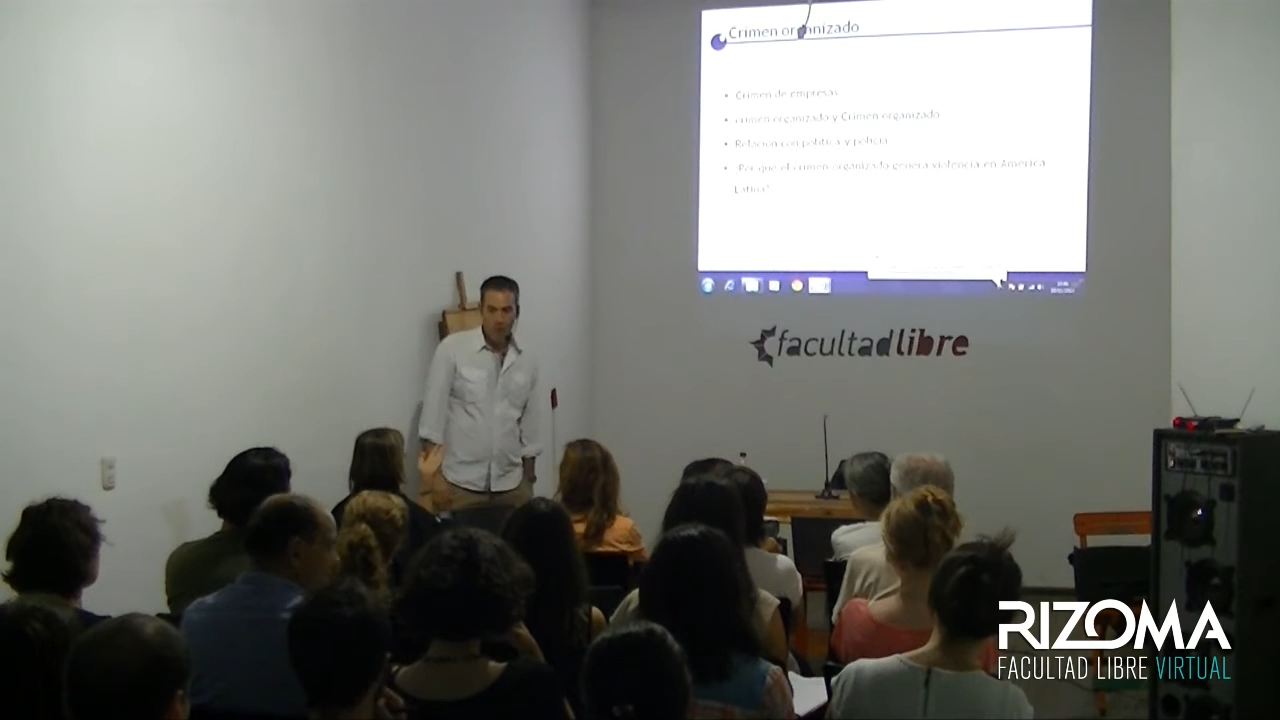 Crimen organizado
• Crimen de empresas
• crimen organizado y Crimen organizado
• Relación con política y policía
• ¿Por qué el crimen organizado genera violencia en América
Latina?
facultadlibre
RIZOMA
FACULTAD LIBRE VIRTUAL